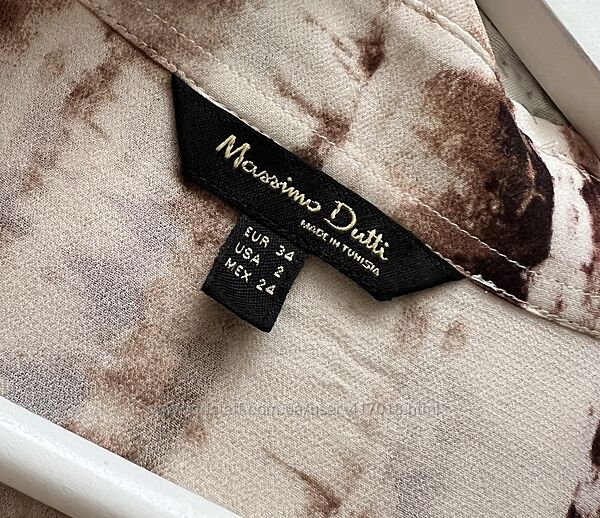 Massimo Dutti
MADE IN TUNISIA
EUR 34
USA 2
MEX 24